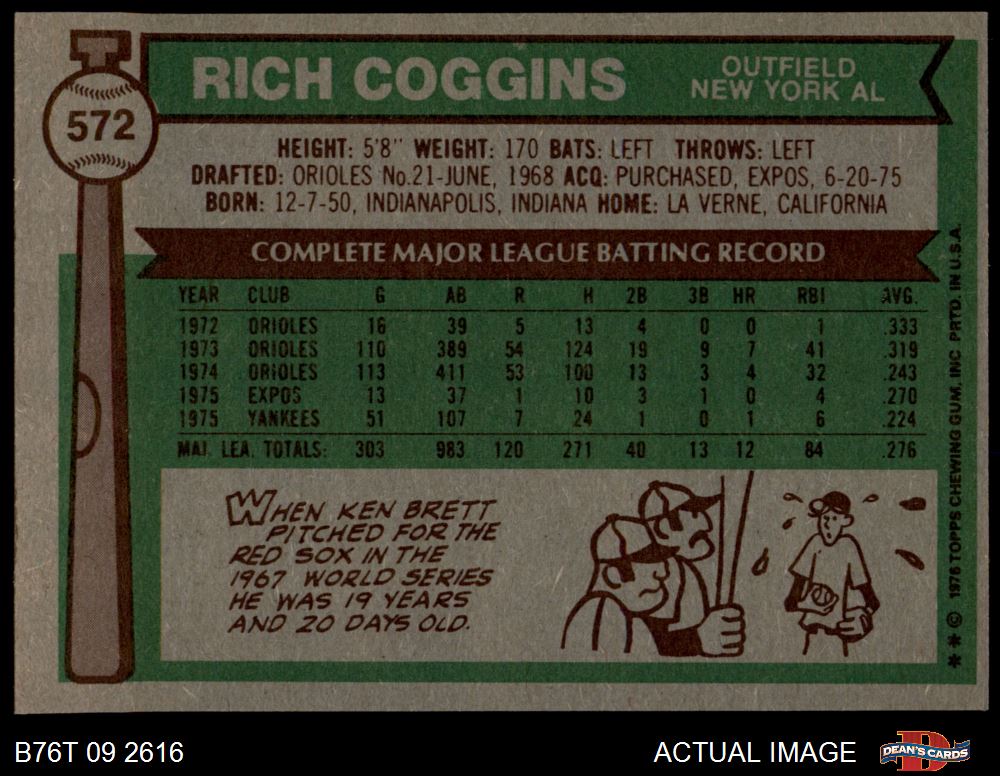 572
RICH COGGINS
OUTFIELD
NEW YORK AL
HEIGHT: 5'8" WEIGHT: 170 BATS: LEFT THROWS: LEFT
DRAFTED: ORIOLES No.21-JUNE, 1968 ACQ: PURCHASED, EXPOS, 6-20-75
BORN: 12-7-50, INDIANAPOLIS, INDIANA HOME: LA VERNE, CALIFORNIA
COMPLETE MAJOR LEAGUE BATTING RECORD
YEAR CLUB G AB R H 2B 3B HR RBI AVG.
1972 ORIOLES 16 39 5 13 4 0 0 1 .333
1973 ORIOLES 110 389 54 124 19 9 7 41 .319
1974 ORIOLES 113 411 53 100 13 3 4 32 .243
1975 EXPOS 13 37 1 10 3 1 0 4 .270
1975 YANKEES 51 107 7 24 1 0 1 6 .224
MAJ. LEA. TOTALS: 303 983 120 271 40 13 12 84 .276
WHEN KEN BRETT
PITCHED FOR THE
RED SOX IN THE
1967 WORLD SERIES
HE WAS 19 YEARS
AND 20 DAYS OLD.
* * © 1976 TOPPS CHEWING GUM, INC PRTD. IN U.S.A.
B76T 09 2616
ACTUAL IMAGE
D
DEAN'S CARDS